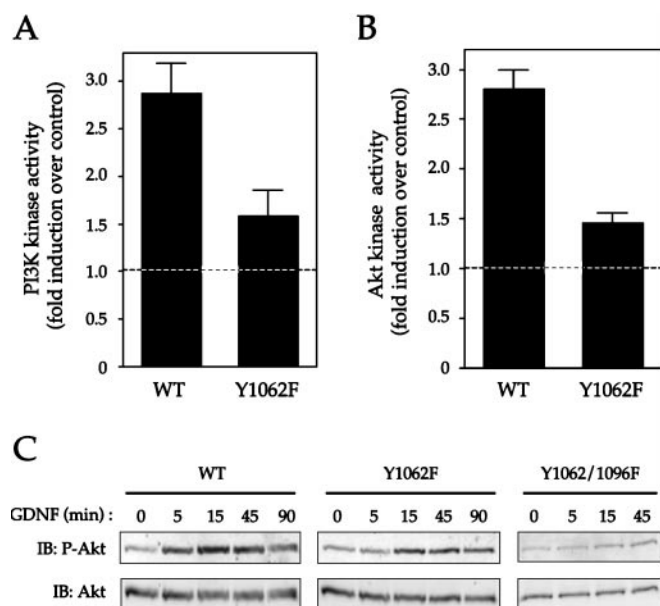 A
PI3K kinase activity
(fold induction over control)
3.0
2.5
2.0
1.5
1.0
0.5
0
WT Y1062F
B
Akt kinase activity
(fold induction over control)
3.0
2.5
2.0
1.5
1.0
0.5
0
WT Y1062F
C
WT Y1062F Y1062/1096F
GDNF (min) : 0 5 15 45 90 0 5 15 45 90 0 5 15 45
IB: P-Akt
IB: Akt